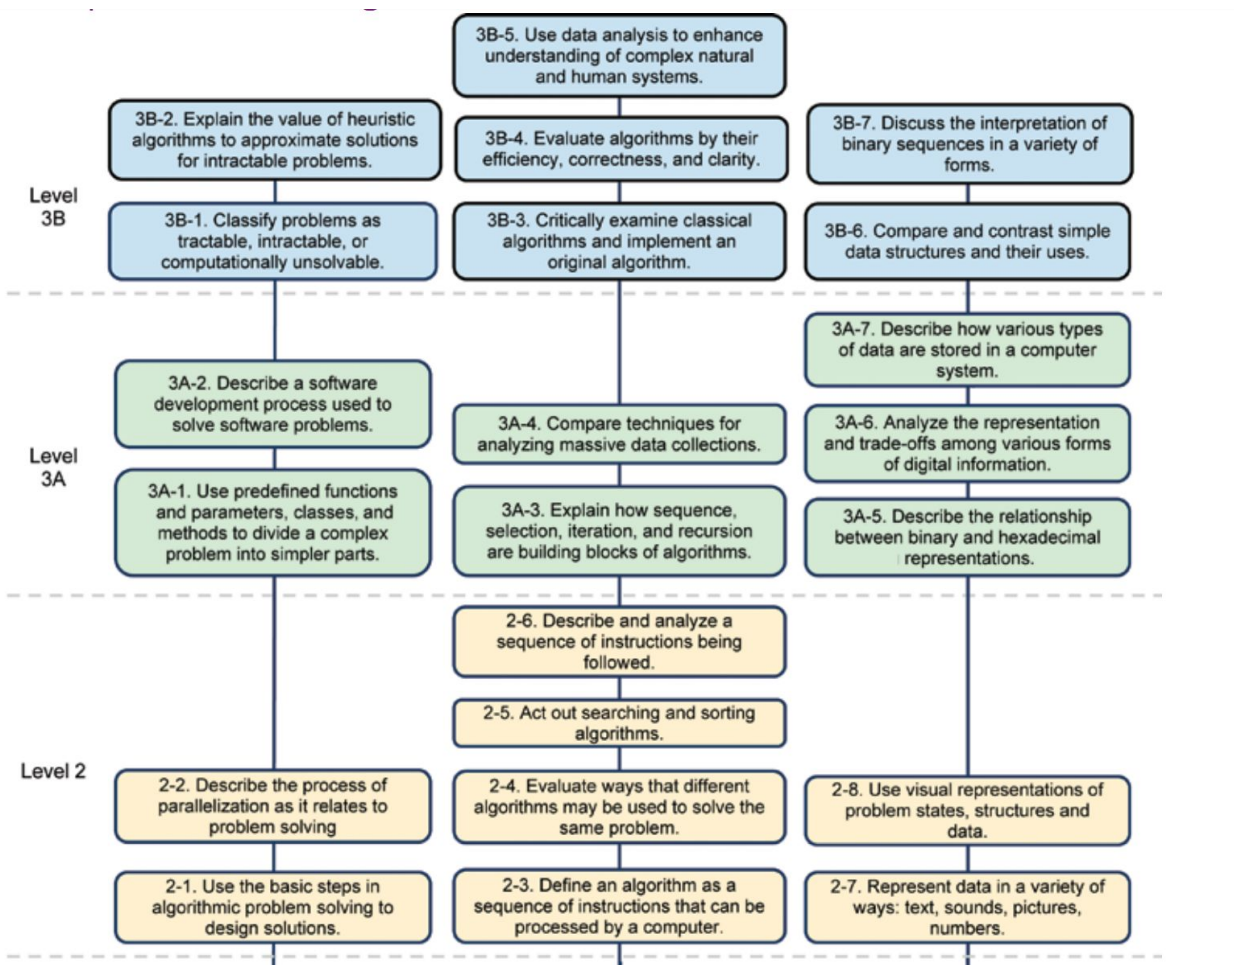 3B-5. Use data analysis to enhance
understanding of complex natural
and human systems.
3B-2. Explain the value of heuristic
algorithms to approximate solutions
for intractable problems.
3B-4. Evaluate algorithms by their
efficiency, correctness, and clarity.
3B-7. Discuss the interpretation of
binary sequences in a variety of
forms.
Level
3B
3B-1. Classify problems as
tractable, intractable, or
computationally unsolvable.
3B-3. Critically examine classical
algorithms and implement an
original algorithm.
3B-6. Compare and contrast simple
data structures and their uses.
3A-7. Describe how various types
of data are stored in a computer
system.
3A-2. Describe a software
development process used to
solve software problems.
3A-4. Compare techniques for
analyzing massive data collections.
3A-6. Analyze the representation
and trade-offs among various forms
of digital information.
Level
3A
3A-1. Use predefined functions
and parameters, classes, and
methods to divide a complex
problem into simpler parts.
3A-3. Explain how sequence,
selection, iteration, and recursion
are building blocks of algorithms.
3A-5. Describe the relationship
between binary and hexadecimal
representations.
2-6. Describe and analyze a
sequence of instructions being
followed.
2-5. Act out searching and sorting
algorithms.
Level 2
2-2. Describe the process of
parallelization as it relates to
problem solving
2-4. Evaluate ways that different
algorithms may be used to solve the
same problem.
2-8. Use visual representations of
problem states, structures and
data.
2-1. Use the basic steps in
algorithmic problem solving to
design solutions.
2-3. Define an algorithm as a
sequence of instructions that can be
processed by a computer.
2-7. Represent data in a variety of
ways: text, sounds, pictures,
numbers.